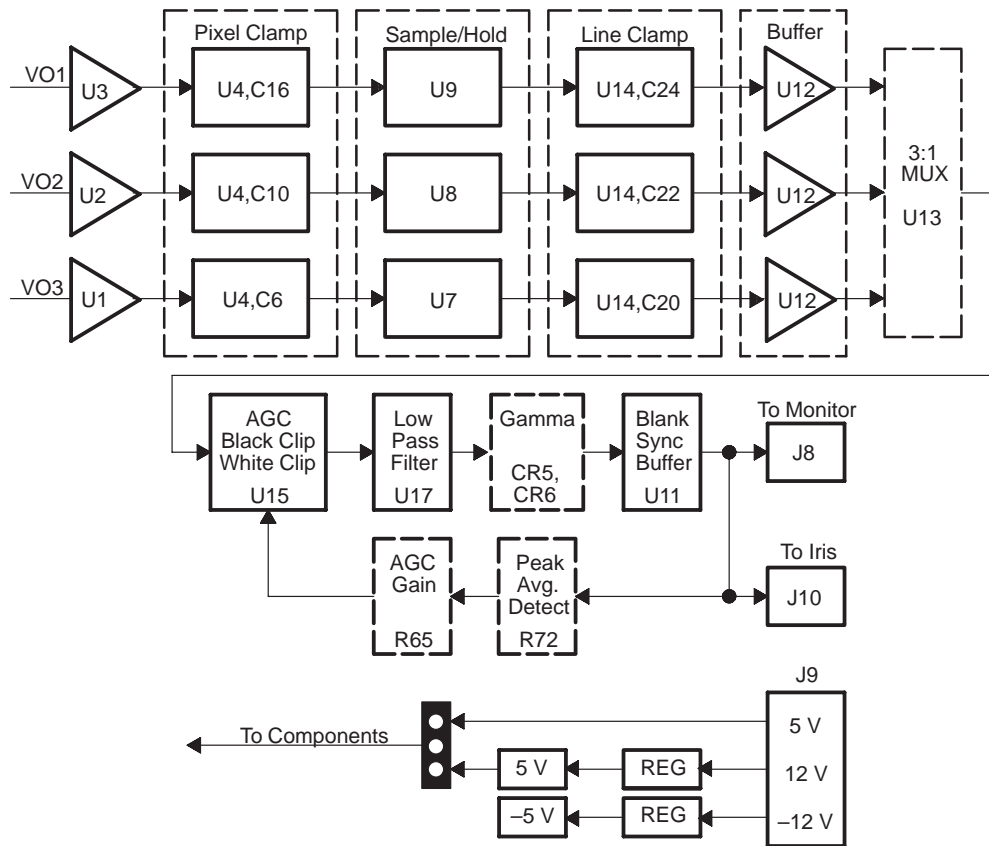 Pixel Clamp
Sample/Hold
Line Clamp
Buffer
VO1
U3
U4,C16
U9
U14,C24
U12
VO2
U2
U4,C10
U8
U14,C22
U12
3:1
MUX
U13
VO3
U1
U4,C6
U7
U14,C20
U12
AGC
Black Clip
White Clip
U15
Low
Pass
Filter
U17
Gamma
CR5,
CR6
Blank
Sync
Buffer
U11
To Monitor
J8
AGC
Gain
R65
Peak
Avg.
Detect
R72
To Iris
J10
J9
To Components
5 V
5 V
REG
12 V
–5 V
REG
–12 V